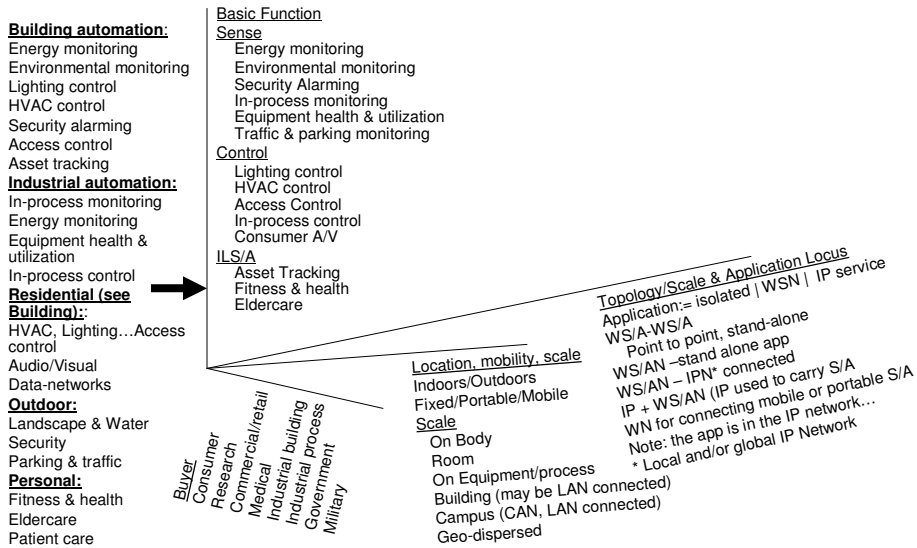 Building automation:
Energy monitoring
Environmental monitoring
Lighting control
HVAC control
Security alarming
Access control
Asset tracking
Industrial automation:
In-process monitoring
Energy monitoring
Equipment health &
utilization
In-process control
Residential (see
Building)::
HVAC, Lighting…Access
control
Audio/Visual
Data-networks
Outdoor:
Landscape & Water
Security
Parking & traffic
Personal:
Fitness & health
Eldercare
Patient care
Basic Function
Sense
Energy monitoring
Environmental monitoring
Security Alarming
In-process monitoring
Equipment health & utilization
Traffic & parking monitoring
Control
Lighting control
HVAC control
Access Control
In-process control
Consumer A/V
ILS/A
Asset Tracking
Fitness & health
Eldercare
Buyer
Consumer
Research
Commercial/retail
Medical
Industrial building
Industrial process
Government
Military
Location, mobility, scale
Indoors/Outdoors
Fixed/Portable/Mobile
Scale
On Body
Room
On Equipment/process
Building (may be LAN connected)
Campus (CAN, LAN connected)
Geo-dispersed
Topology/Scale & Application Locus
Application:= isolated | WSN | IP service
WS/A-WS/A
Point to point, stand-alone
WS/AN –stand alone app
WS/AN – IPN* connected
IP + WS/AN (IP used to carry S/A
WN for connecting mobile or portable S/A
Note: the app is in the IP network…
* Local and/or global IP Network